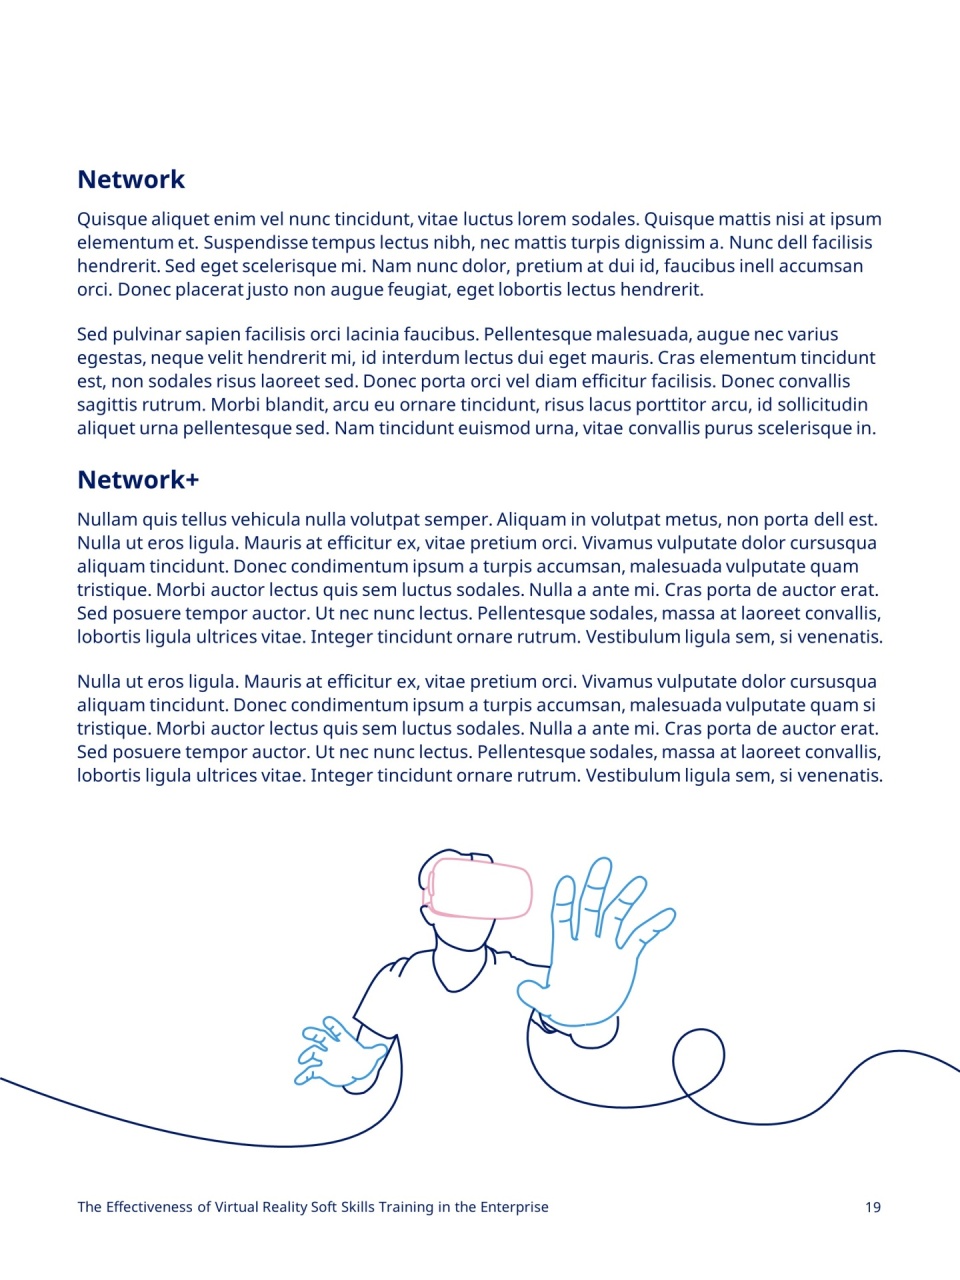 Network
Quisque aliquet enim vel nunc tincidunt, vitae luctus lorem sodales. Quisque mattis nisi at ipsum
elementum et. Suspendisse tempus lectus nibh, nec mattis turpis dignissim a. Nunc dell facilisis
hendrerit. Sed eget scelerisque mi. Nam nunc dolor, pretium at dui id, faucibus inell accumsan
orci. Donec placerat justo non augue feugiat, eget lobortis lectus hendrerit.
Sed pulvinar sapien facilisis orci lacinia faucibus. Pellentesque malesuada, augue nec varius
egestas, neque velit hendrerit mi, id interdum lectus dui eget mauris. Cras elementum tincidunt
est, non sodales risus laoreet sed. Donec porta orci vel diam efficitur facilisis. Donec convallis
sagittis rutrum. Morbi blandit, arcu eu ornare tincidunt, risus lacus porttitor arcu, id sollicitudin
aliquet urna pellentesque sed. Nam tincidunt euismod urna, vitae convallis purus scelerisque in.
Network+
Nullam quis tellus vehicula nulla volutpat semper. Aliquam in volutpat metus, non porta dell est.
Nulla ut eros ligula. Mauris at efficitur ex, vitae pretium orci. Vivamus vulputate dolor cursusqua
aliquam tincidunt. Donec condimentum ipsum a turpis accumsan, malesuada vulputate quam
tristique. Morbi auctor lectus quis sem luctus sodales. Nulla a ante mi. Cras porta de auctor erat.
Sed posuere tempor auctor. Ut nec nunc lectus. Pellentesque sodales, massa at laoreet convallis,
lobortis ligula ultrices vitae. Integer tincidunt ornare rutrum. Vestibulum ligula sem, si venenatis.
Nulla ut eros ligula. Mauris at efficitur ex, vitae pretium orci. Vivamus vulputate dolor cursusqua
aliquam tincidunt. Donec condimentum ipsum a turpis accumsan, malesuada vulputate quam si
tristique. Morbi auctor lectus quis sem luctus sodales. Nulla a ante mi. Cras porta de auctor erat.
Sed posuere tempor auctor. Ut nec nunc lectus. Pellentesque sodales, massa at laoreet convallis,
lobortis ligula ultrices vitae. Integer tincidunt ornare rutrum. Vestibulum ligula sem, si venenatis.
The Effectiveness of Virtual Reality Soft Skills Training in the Enterprise 19